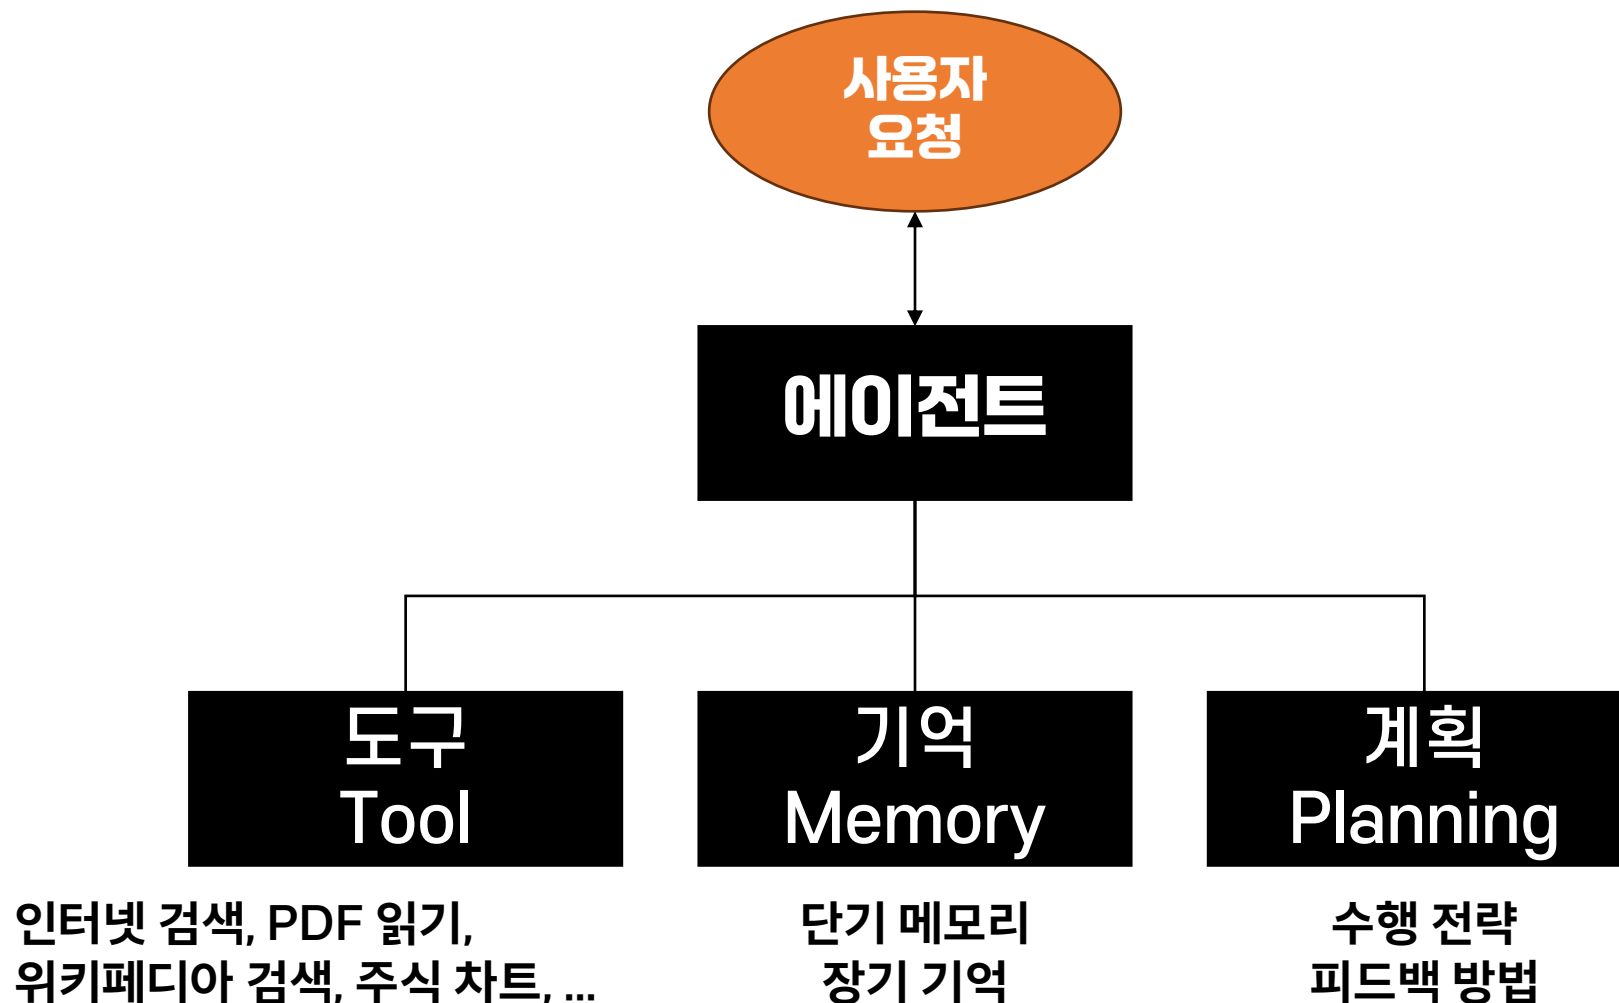 사용자
요청
에이전트
도구
Tool
기억
Memory
계획
Planning
인터넷 검색, PDF 읽기,
위키페디아 검색, 주식 차트, ...
단기 메모리
장기 기억
수행 전략
피드백 방법